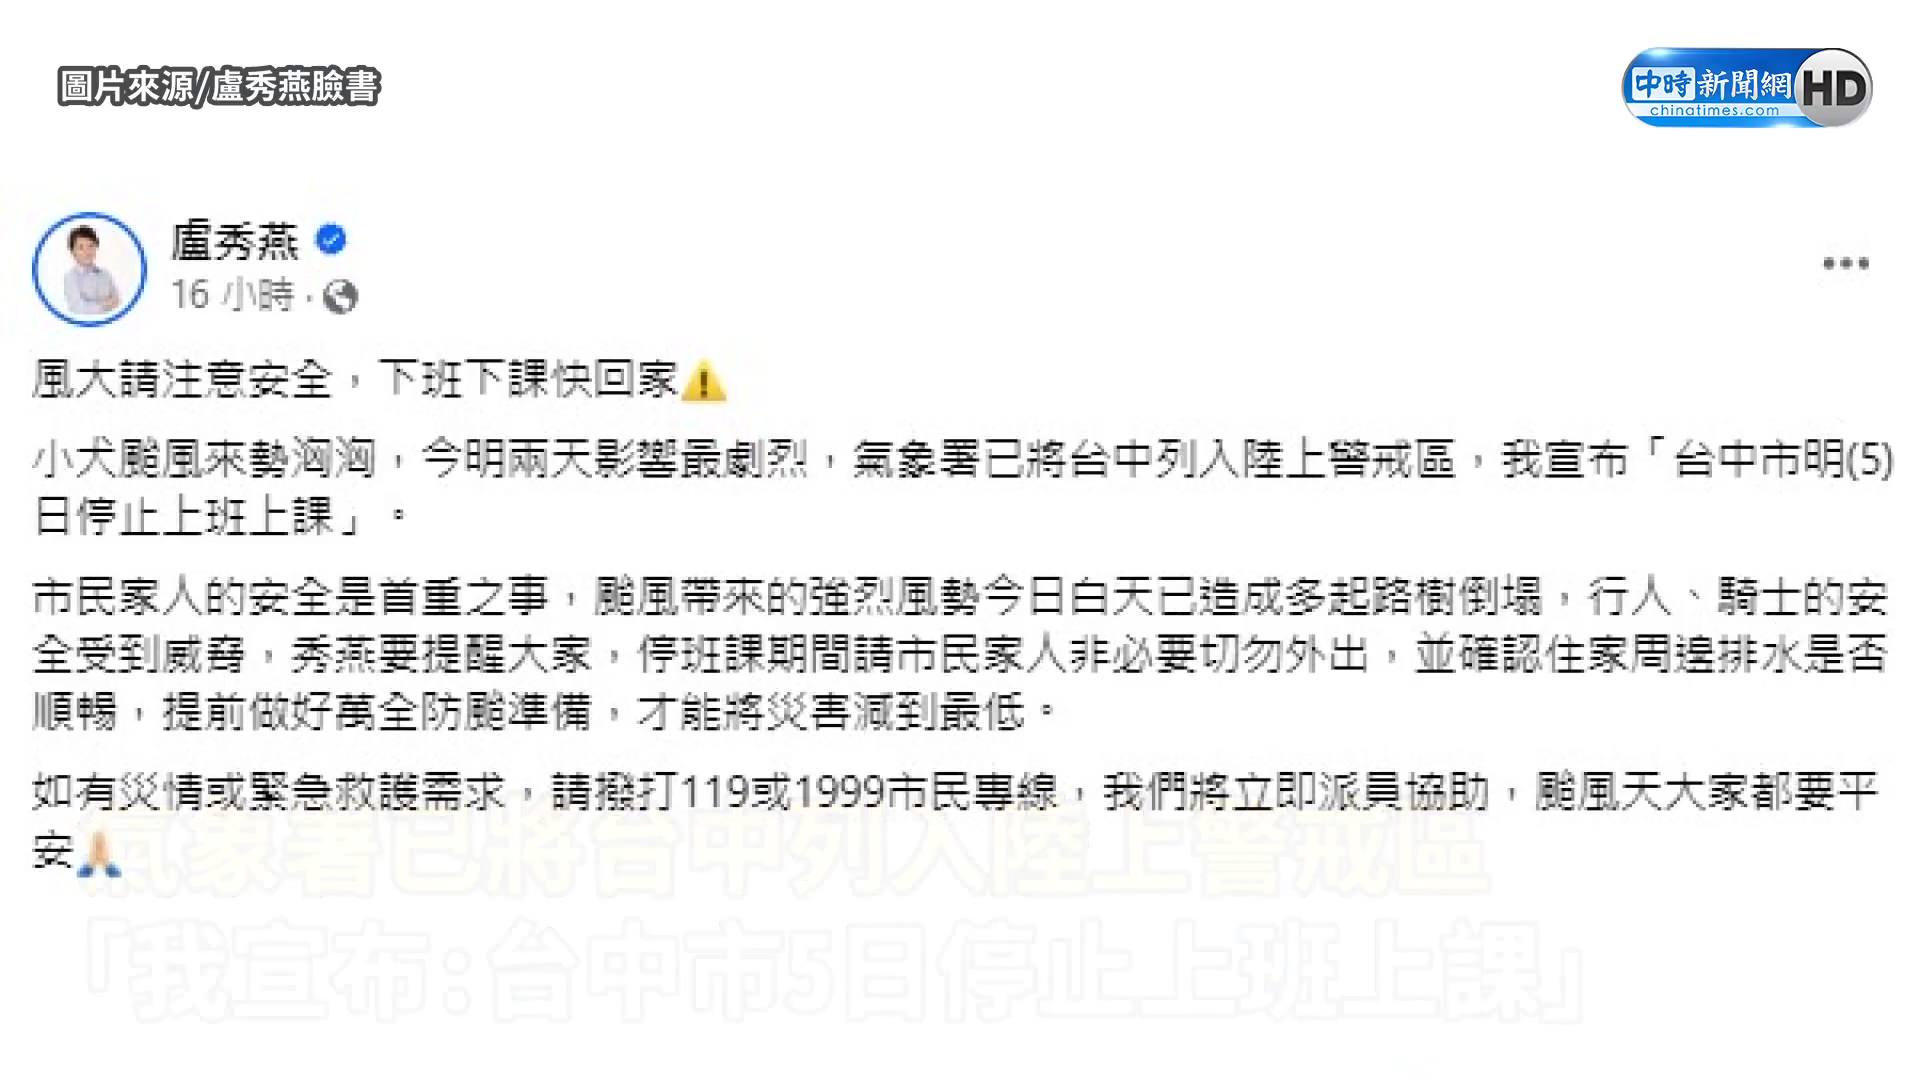 圖片來源/盧秀燕臉書
中時新聞網HD
chinatimes.com
盧秀燕
16 小時 ·
風大請注意安全，下班下課快回家⚠️
小犬颱風來勢洶洶，今明兩天影響最劇烈，氣象署已將台中列入陸上警戒區，我宣布「台中市明(5)
日停止上班上課」。
市民家人的安全是首重之事，颱風帶來的強烈風勢今日白天已造成多起路樹倒塌，行人、騎士的安
全受到威脅，秀燕要提醒大家，停班課期間請市民家人非必要切勿外出，並確認住家周邊排水是否
順暢，提前做好萬全防颱準備，才能將災害減到最低。
如有災情或緊急救護需求，請撥打119或1999市民專線，我們將立即派員協助，颱風天大家都要平
安🙏🏻
氣象署已將台中列入陸上警戒區
「我宣布:台中市5日停止上班上課」